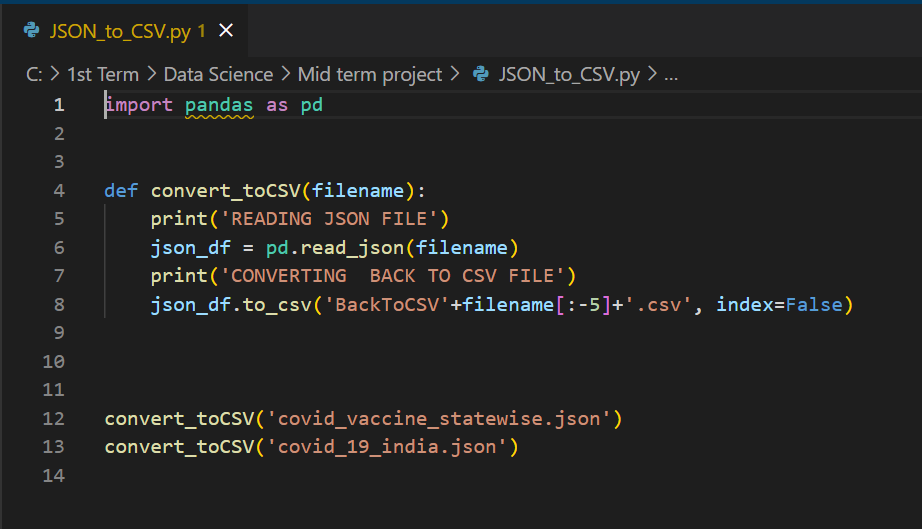 JSON_to_CSV.py 1
C: > 1st Term > Data Science > Mid term project > JSON_to_CSV.py > ...
1 import pandas as pd
2
3
4 def convert_toCSV(filename):
5     print('READING JSON FILE')
6     json_df = pd.read_json(filename)
7     print('CONVERTING  BACK TO CSV FILE')
8     json_df.to_csv('BackToCSV'+filename[:-5]+'.csv', index=False)
9
10
11
12 convert_toCSV('covid_vaccine_statewise.json')
13 convert_toCSV('covid_19_india.json')
14